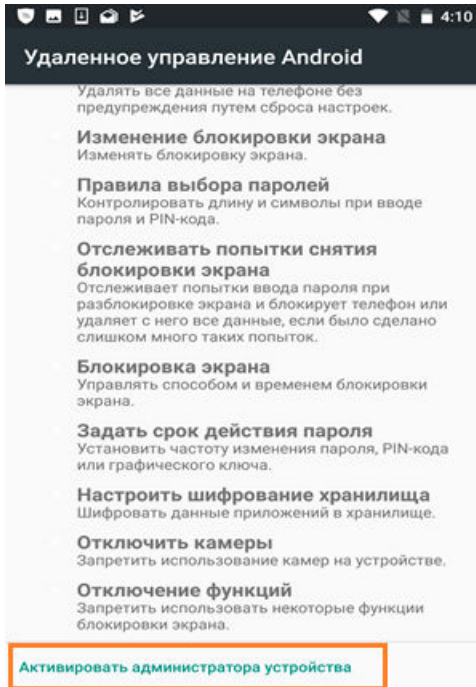 4:10
Удаленное управление Android
Удалять все данные на телефоне без
предупреждения путем сброса настроек.
Изменение блокировки экрана
Изменять блокировку экрана.
Правила выбора паролей
Контролировать длину и символы при вводе
пароля и PIN-кода.
Отслеживать попытки снятия
блокировки экрана
Отслеживает попытки ввода пароля при
разблокировке экрана и блокирует телефон или
удаляет с него все данные, если было сделано
слишком много таких попыток.
Блокировка экрана
Управлять способом и временем блокировки
экрана.
Задать срок действия пароля
Установить частоту изменения пароля, PIN-кода
или графического ключа.
Настроить шифрование хранилища
Шифровать данные приложений в хранилище.
Отключить камеры
Запретить использование камер на устройстве.
Отключение функций
Запретить использовать некоторые функции
блокировки экрана.
Активировать администратора устройства